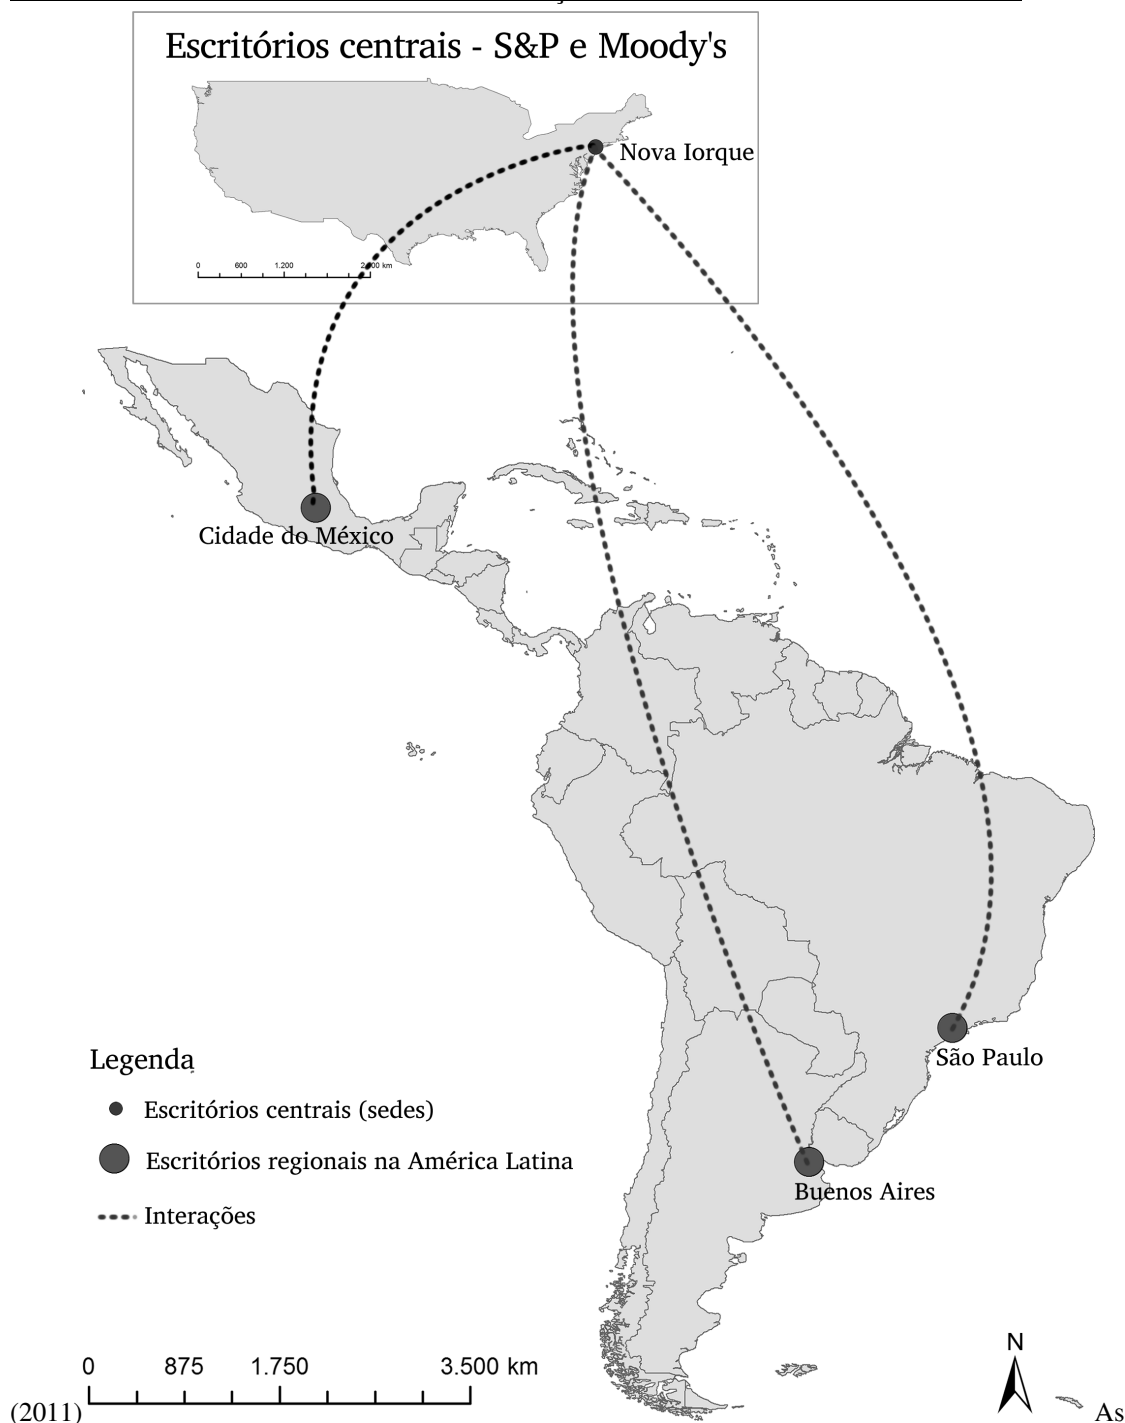 Escritórios centrais - S&P e Moody's
Nova Iorque
0 600 1.200 km
Cidade do México
São Paulo
Buenos Aires
Legenda
Escritórios centrais (sedes)
Escritórios regionais na América Latina
Interações
0 875 1.750 3.500 km
N
(2011) As